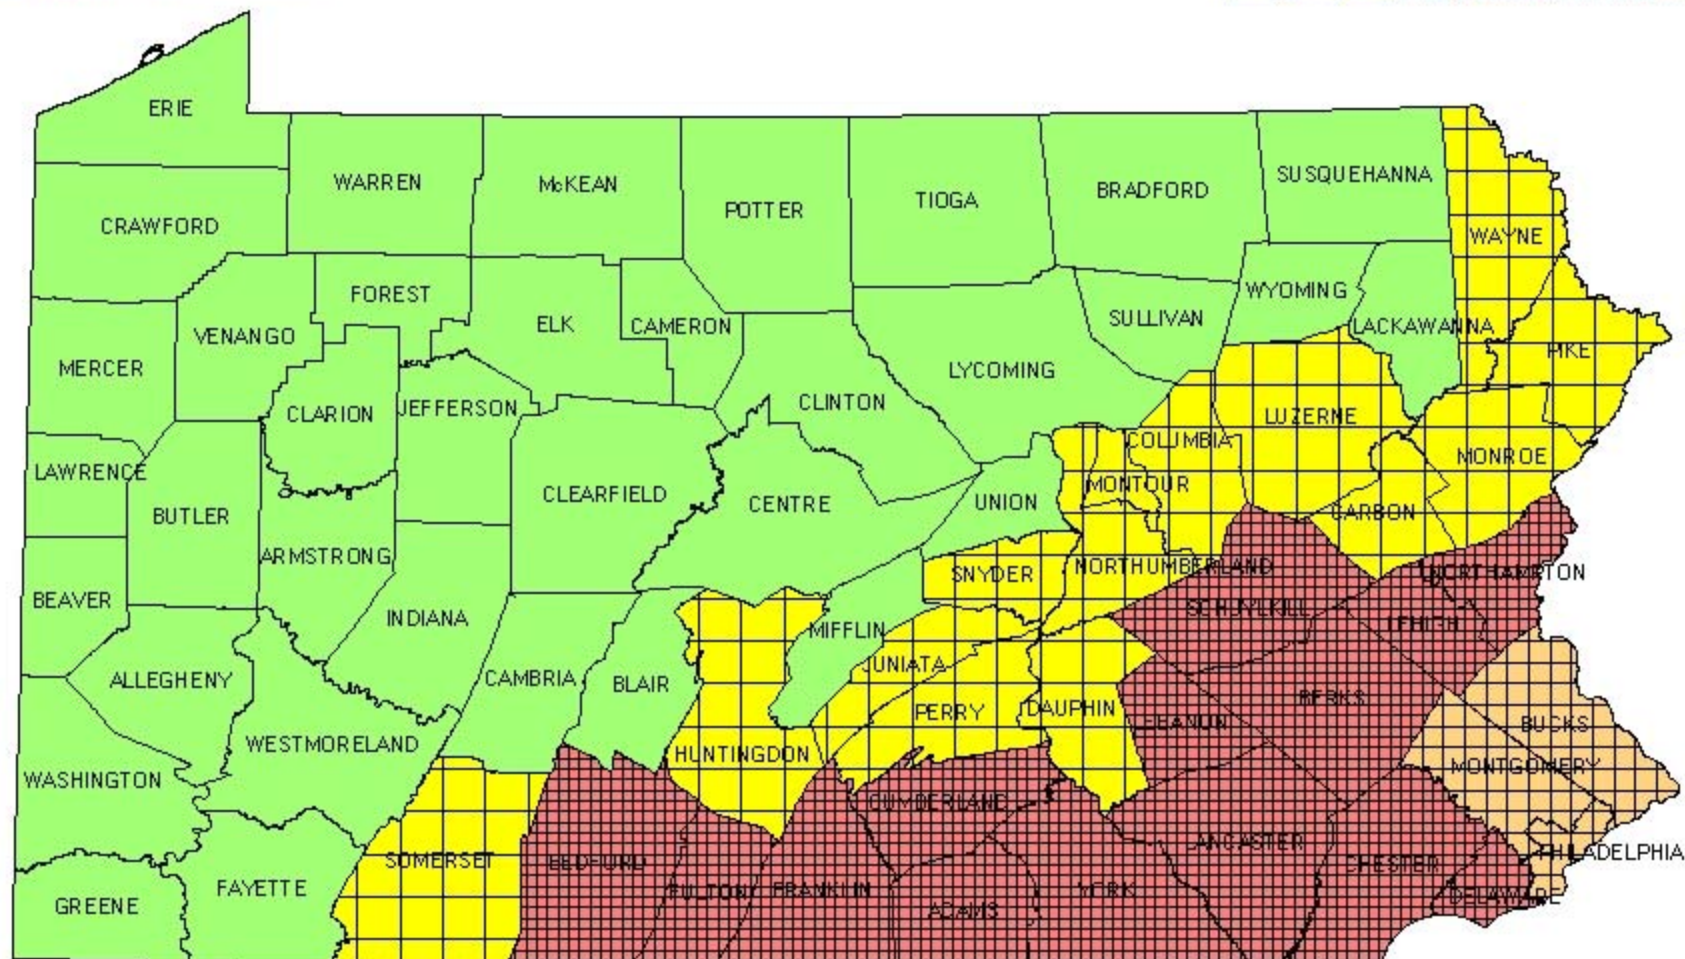 ERIE
WARREN
McKEAN
POTTER
TIOGA
BRADFORD
SUSQUEHANNA
WAYNE
CRAWFORD
FOREST
VENANGO
ELK
CAMERON
SULLIVAN
WYOMING
LACKAWANNA
PIKE
MERCER
CLARION
JEFFERSON
CLINTON
LYCOMING
LUZERNE
COLUMBIA
MONROE
LAWRENCE
BUTLER
CLEARFIELD
CENTRE
UNION
MONTOUR
CARBON
ARMSTRONG
SNYDER
NORTHUMBERLAND
NORTHAMPTON
BEAVER
INDIANA
MIFFLIN
SCHUYLKILL
LEHIGH
ALLEGHENY
CAMBRIA
BLAIR
JUNIATA
PERRY
DAUPHIN
LEBANON
BERKS
BUCKS
WESTMORELAND
HUNTINGDON
MONTGOMERY
WASHINGTON
CUMBERLAND
LANCASTER
PHILADELPHIA
SOMERSET
BEDFORD
CHESTER
GREENE
FAYETTE
FULTON
FRANKLIN
ADAMS
YORK
DELAWARE